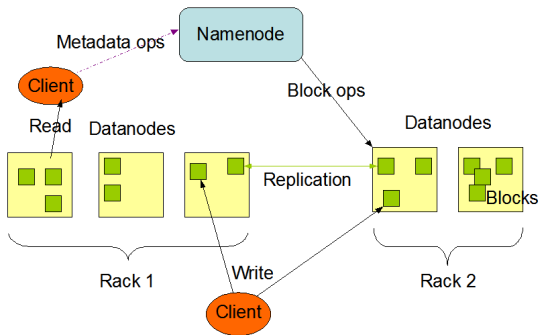 Namenode
Metadata ops
Client
Block ops
Read
Datanodes
Datanodes
Replication
Blocks
Rack 1
Write
Rack 2
Client